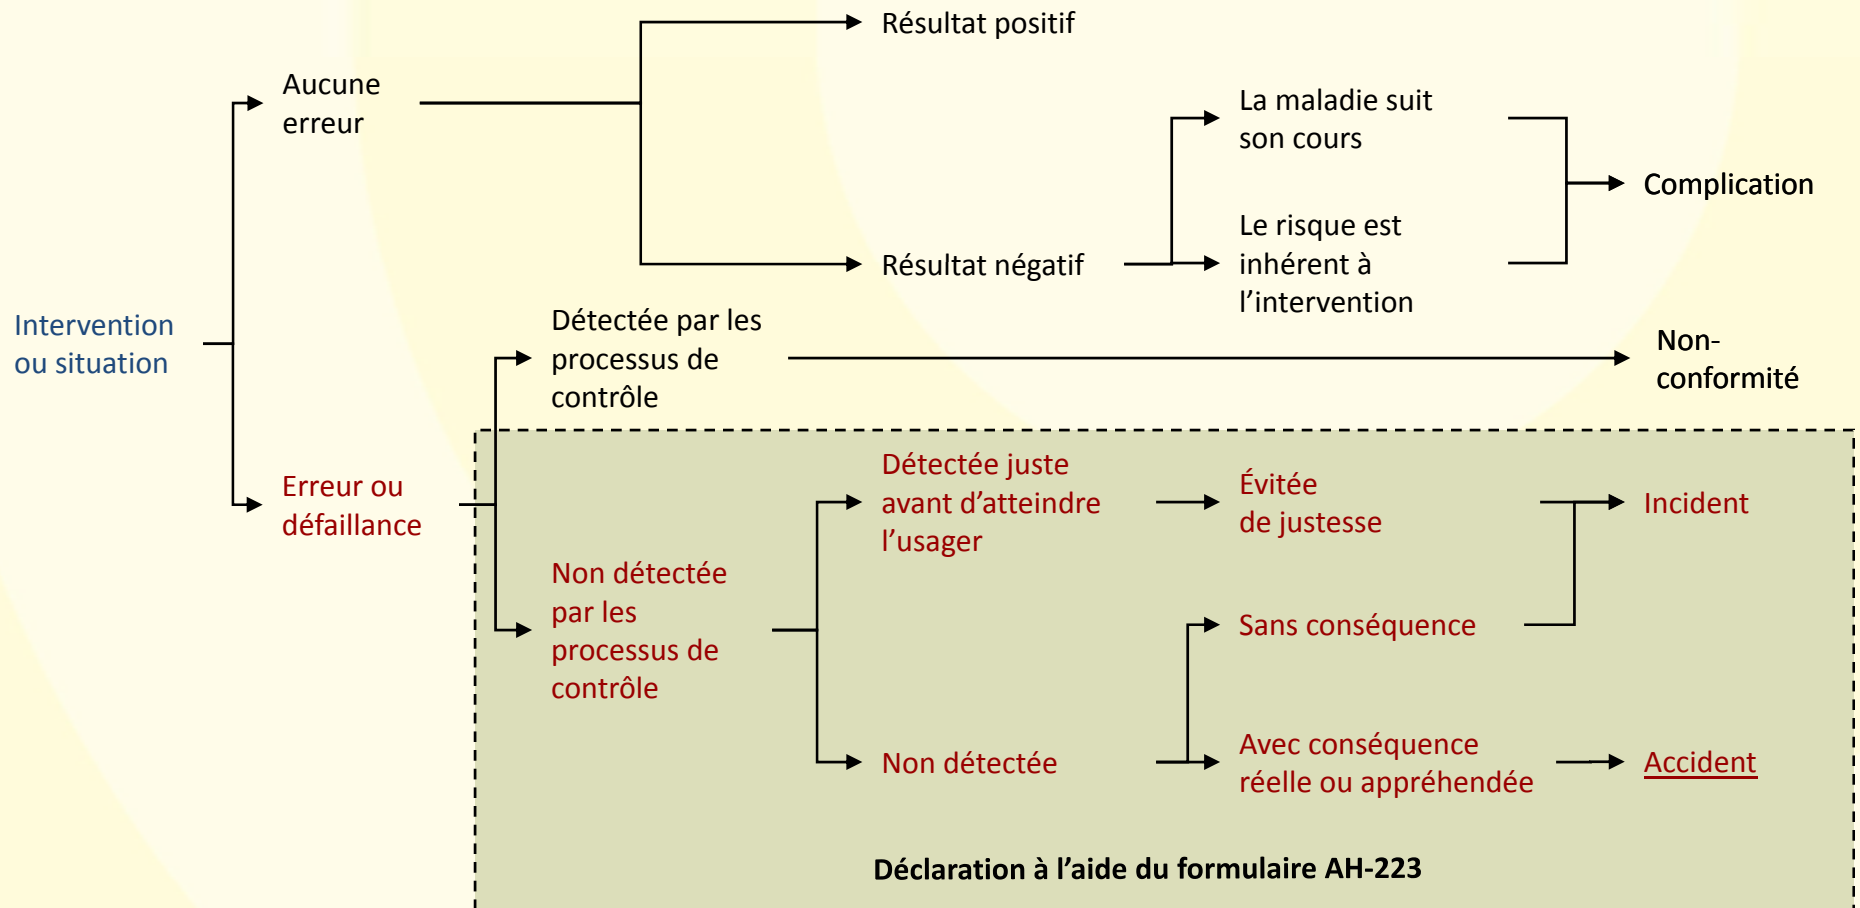 Résultat positif
Aucune
erreur
La maladie suit
son cours
Complication
Le risque est
inhérent à
l’intervention
Résultat négatif
Intervention
ou situation
Détectée par les
processus de
contrôle
Non-
conformité
Erreur ou
défaillance
Détectée juste
avant d’atteindre
l’usager
Évitée
de justesse
Incident
Non détectée
par les
processus de
contrôle
Sans conséquence
Non détectée
Avec conséquence
réelle ou appréhendée
Accident
Déclaration à l’aide du formulaire AH-223